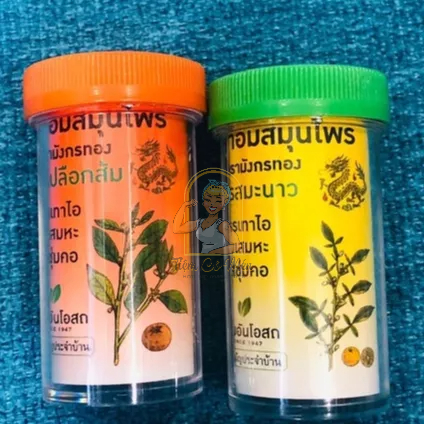 อมสมุนไพร
รามังกรทอง
ปลือกส้ม
รเทาไอ
เสมหะ
ชุ่มคอ
อันโอสถ
SINCE 1947
ประจำบ้าน
อมสมุนไพร
รามังกรทอง
รสมะนาว
รเทาไอ
เสมหะ
ชุ่มคอ
อันโอสถ
SINCE 1947
ประจำบ้าน